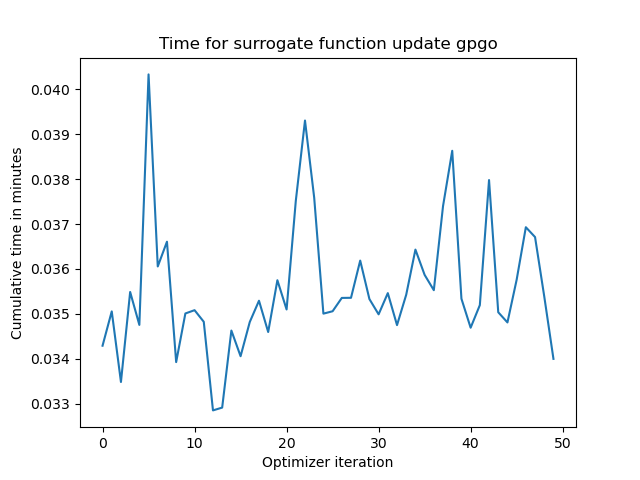 Time for surrogate function update gpgo
0.040
0.039
0.038
0.037
0.036
0.035
0.034
0.033
Cumulative time in minutes
0 10 20 30 40 50
Optimizer iteration